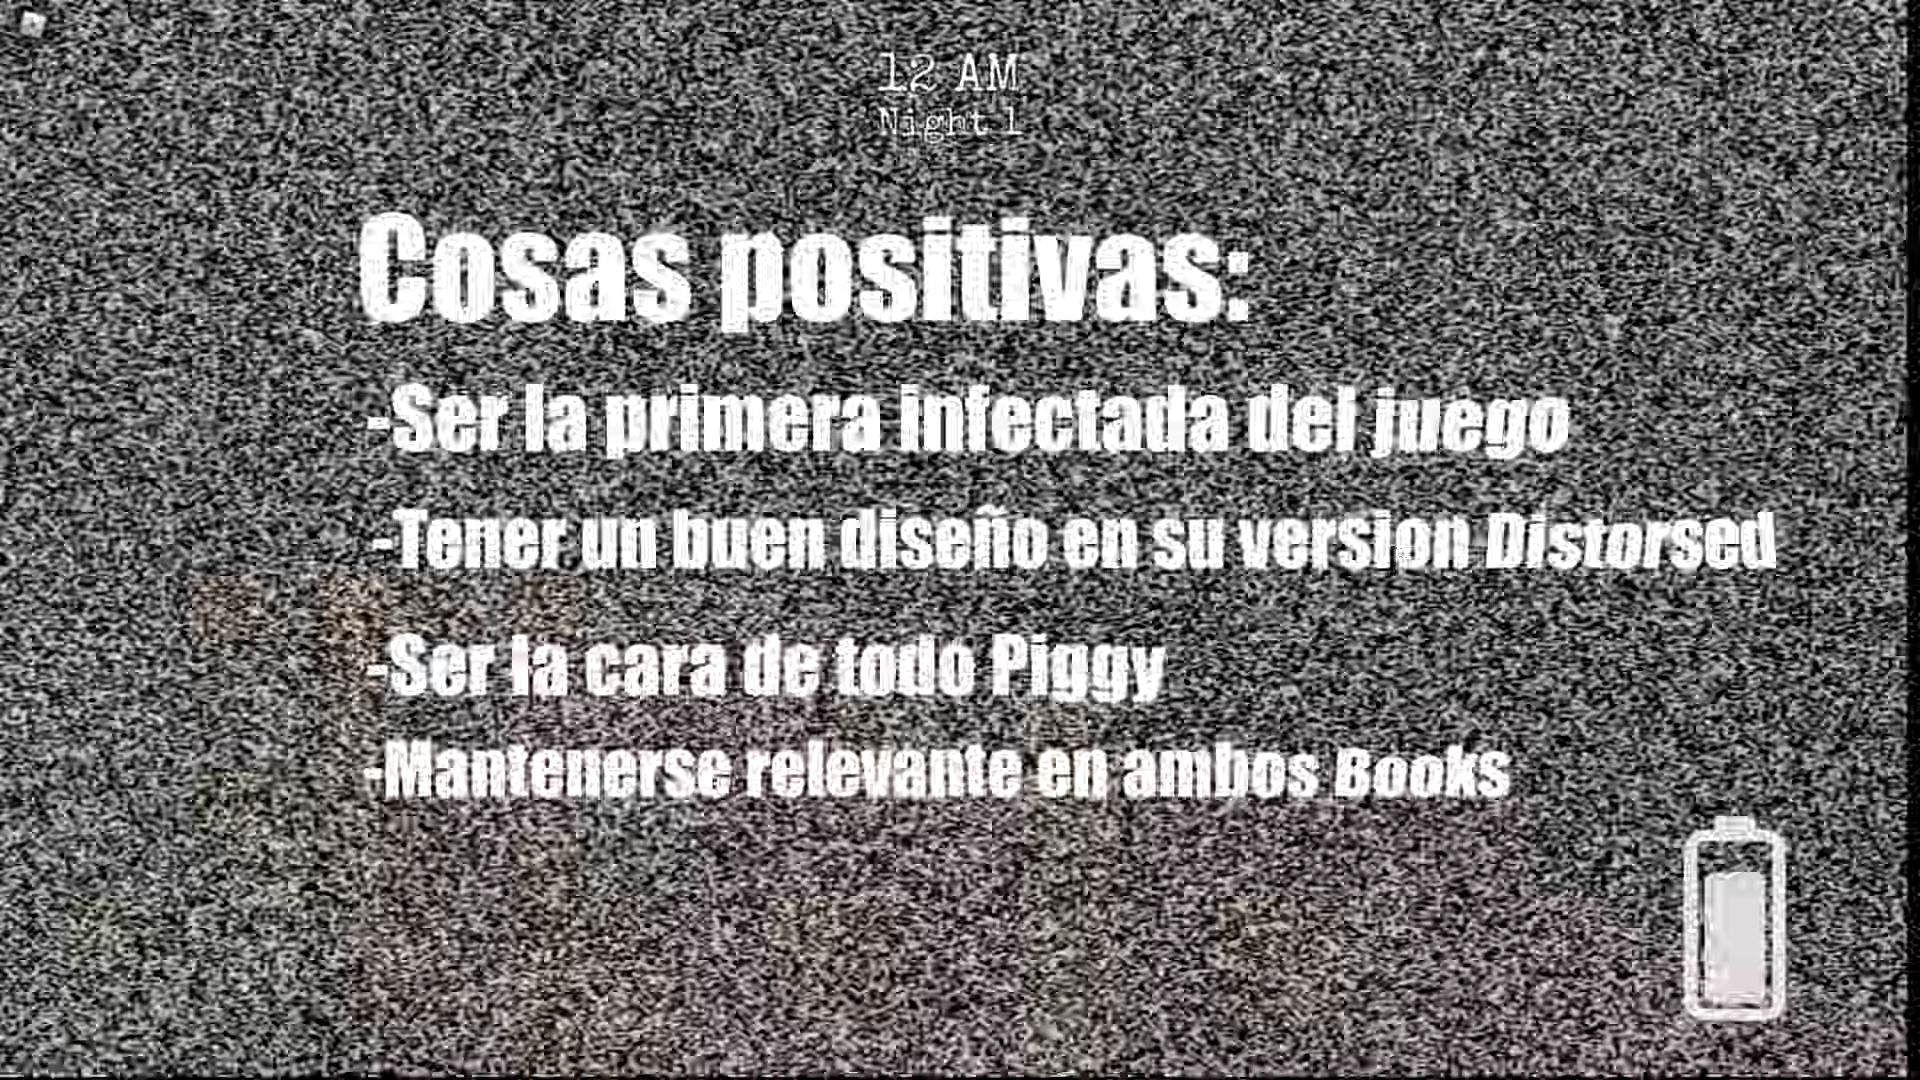 12 AM
Night 1
Cosas positivas:
-Ser la primera infectada del juego
-Tener un buen diseño en su version Distorsed
-Ser la cara de todo Piggy
-Mantenerse relevante en ambos Books